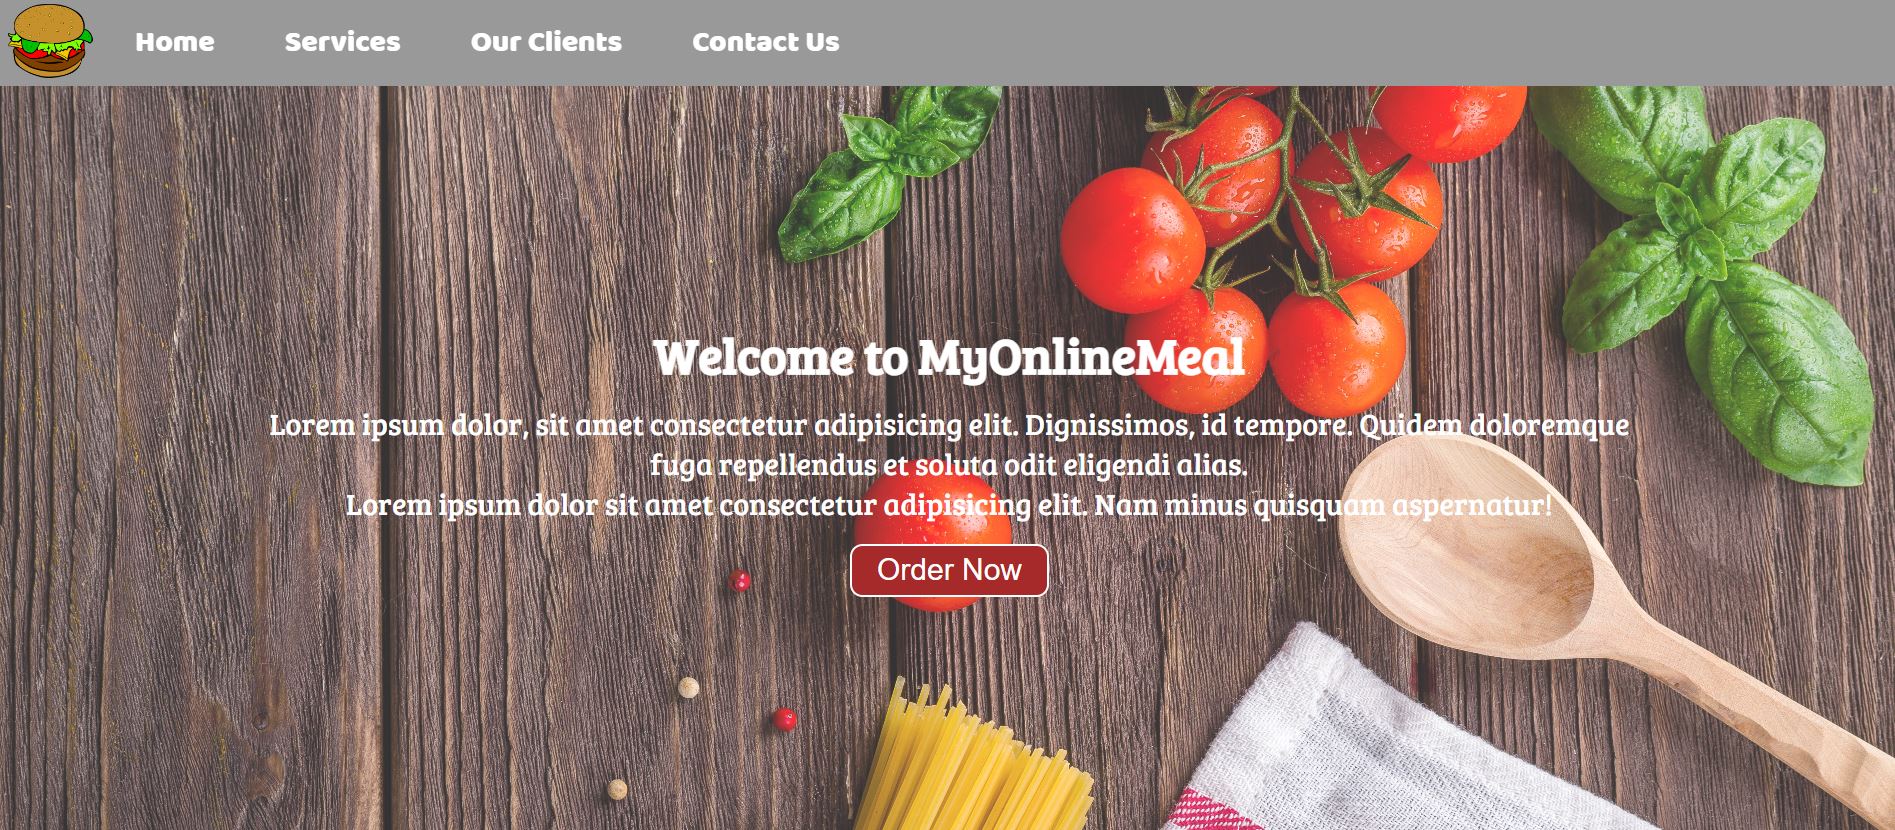 Home Services Our Clients Contact Us
Welcome to MyOnlineMeal
Lorem ipsum dolor, sit amet consectetur adipisicing elit. Dignissimos, id tempore. Quidem doloremque
fuga repellendus et soluta odit eligendi alias.
Lorem ipsum dolor sit amet consectetur adipisicing elit. Nam minus quisquam aspernatur!
Order Now